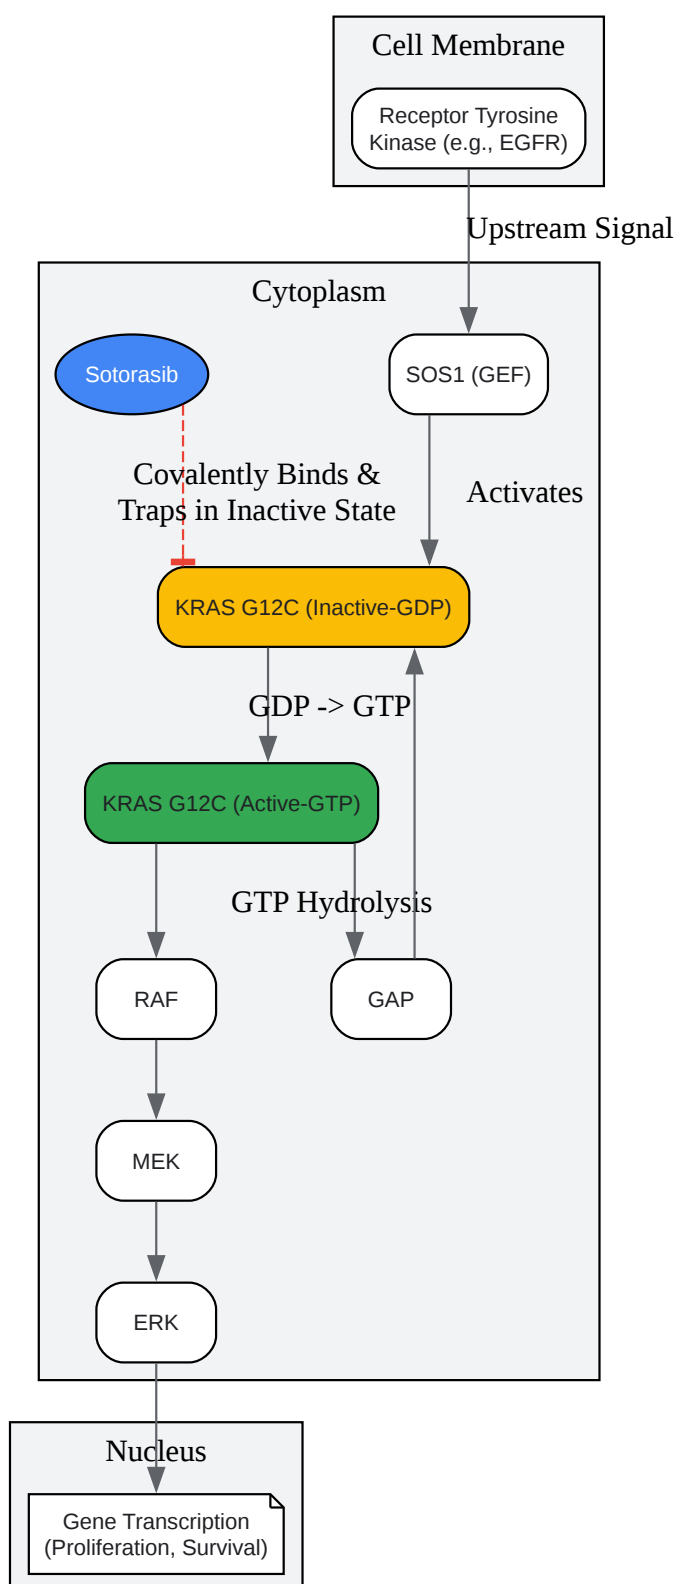 Cell Membrane
Receptor Tyrosine
Kinase (e.g., EGFR)
Upstream Signal
Cytoplasm
Sotorasib
SOS1 (GEF)
Covalently Binds &
Traps in Inactive State
Activates
KRAS G12C (Inactive-GDP)
GDP -> GTP
KRAS G12C (Active-GTP)
GTP Hydrolysis
RAF
GAP
MEK
ERK
Nucleus
Gene Transcription
(Proliferation, Survival)